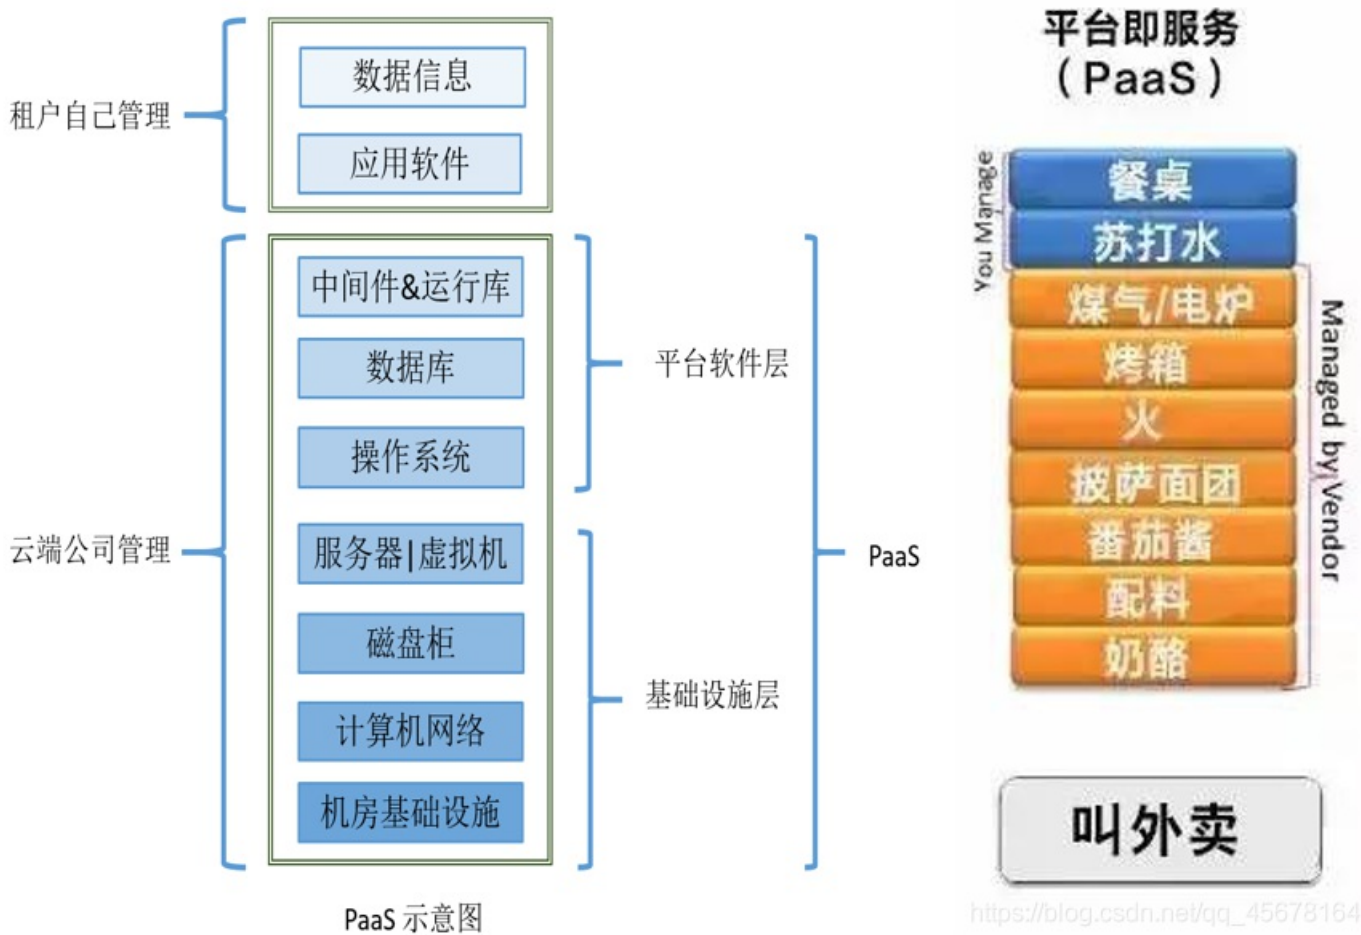 租户自己管理
数据信息
应用软件
云端公司管理
中间件&运行库
数据库
操作系统
服务器|虚拟机
磁盘柜
计算机网络
机房基础设施
平台软件层
基础设施层
PaaS
PaaS 示意图
平台即服务
（PaaS）
You Manage
餐桌
苏打水
煤气/电炉
烤箱
火
披萨面团
番茄酱
配料
奶酪
Managed by Vendor
叫外卖
https://blog.csdn.net/qq_45678164